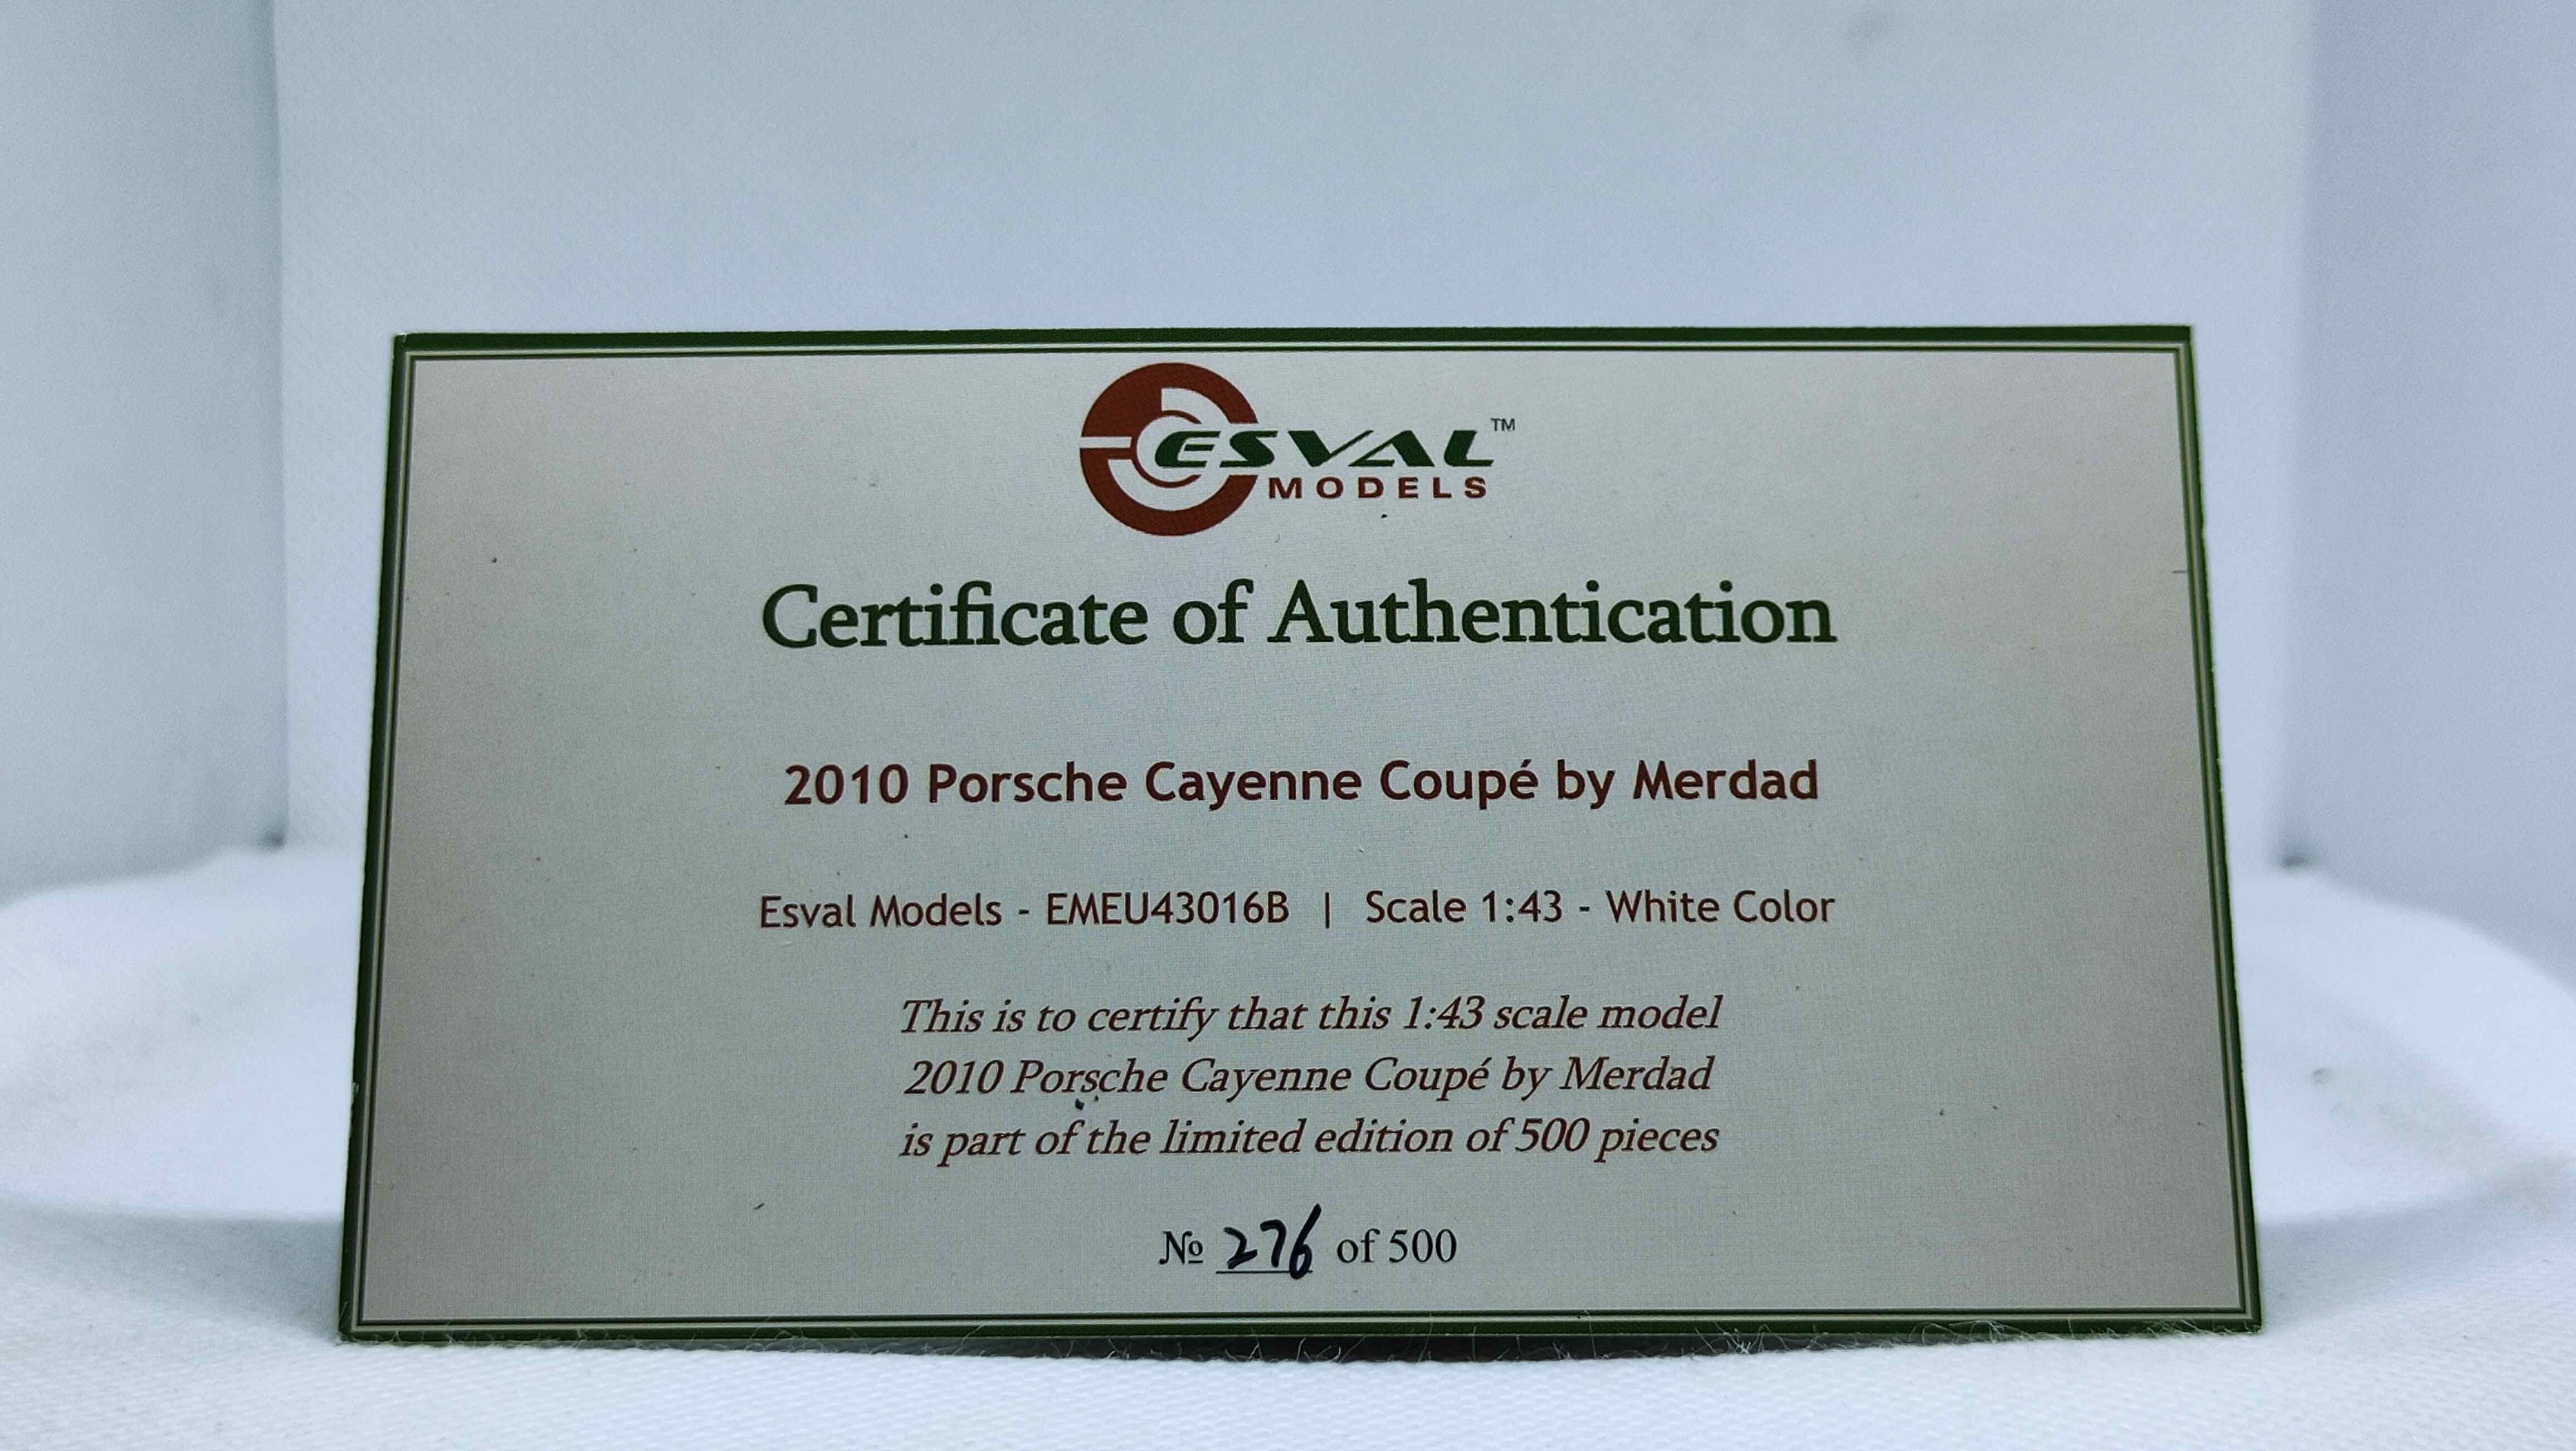 ESVAL™
MODELS
Certificate of Authentication
2010 Porsche Cayenne Coupé by Merdad
Esval Models - EMEU43016B | Scale 1:43 - White Color
This is to certify that this 1:43 scale model
2010 Porsche Cayenne Coupé by Merdad
is part of the limited edition of 500 pieces
№ 276 of 500